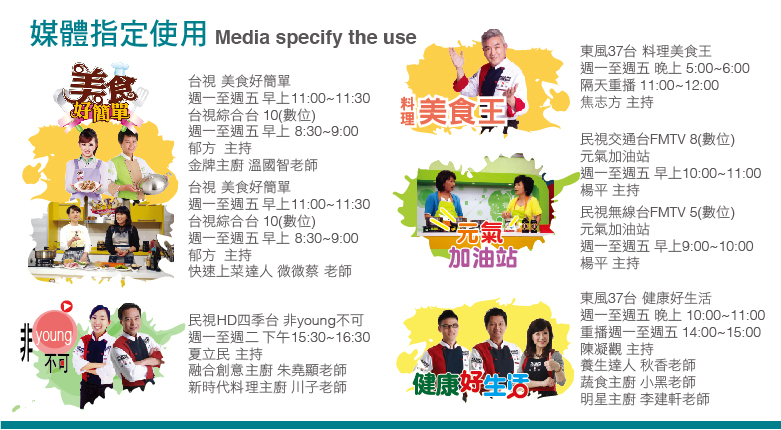 媒體指定使用 Media specify the use
美食
好簡單
台視 美食好簡單
週一至週五 早上11:00~11:30
台視綜合台 10(數位)
週一至週五 早上 8:30~9:00
郁方 主持
金牌主廚 溫國智老師
台視 美食好簡單
週一至週五 早上11:00~11:30
台視綜合台 10(數位)
週一至週五 早上 8:30~9:00
郁方 主持
快速上菜達人 微微蔡 老師
非
young
不可
民視HD四季台 非young不可
週一至週二 下午15:30~16:30
夏立民 主持
融合創意主廚 朱堯顯老師
新時代料理主廚 川子老師
料理
美食王
東風37台 料理美食王
週一至週五 晚上 5:00~6:00
隔天重播 11:00~12:00
焦志方 主持
元氣
加油站
民視交通台FMTV 8(數位)
元氣加油站
週一至週五 早上10:00~11:00
楊平 主持
民視無線台FMTV 5(數位)
元氣加油站
週一至週五 早上9:00~10:00
楊平 主持
健康好生活
東風37台 健康好生活
週一至週五 晚上 10:00~11:00
重播週一至週五 14:00~15:00
陳凝觀 主持
養生達人 秋香老師
蔬食主廚 小黑老師
明星主廚 李建軒老師